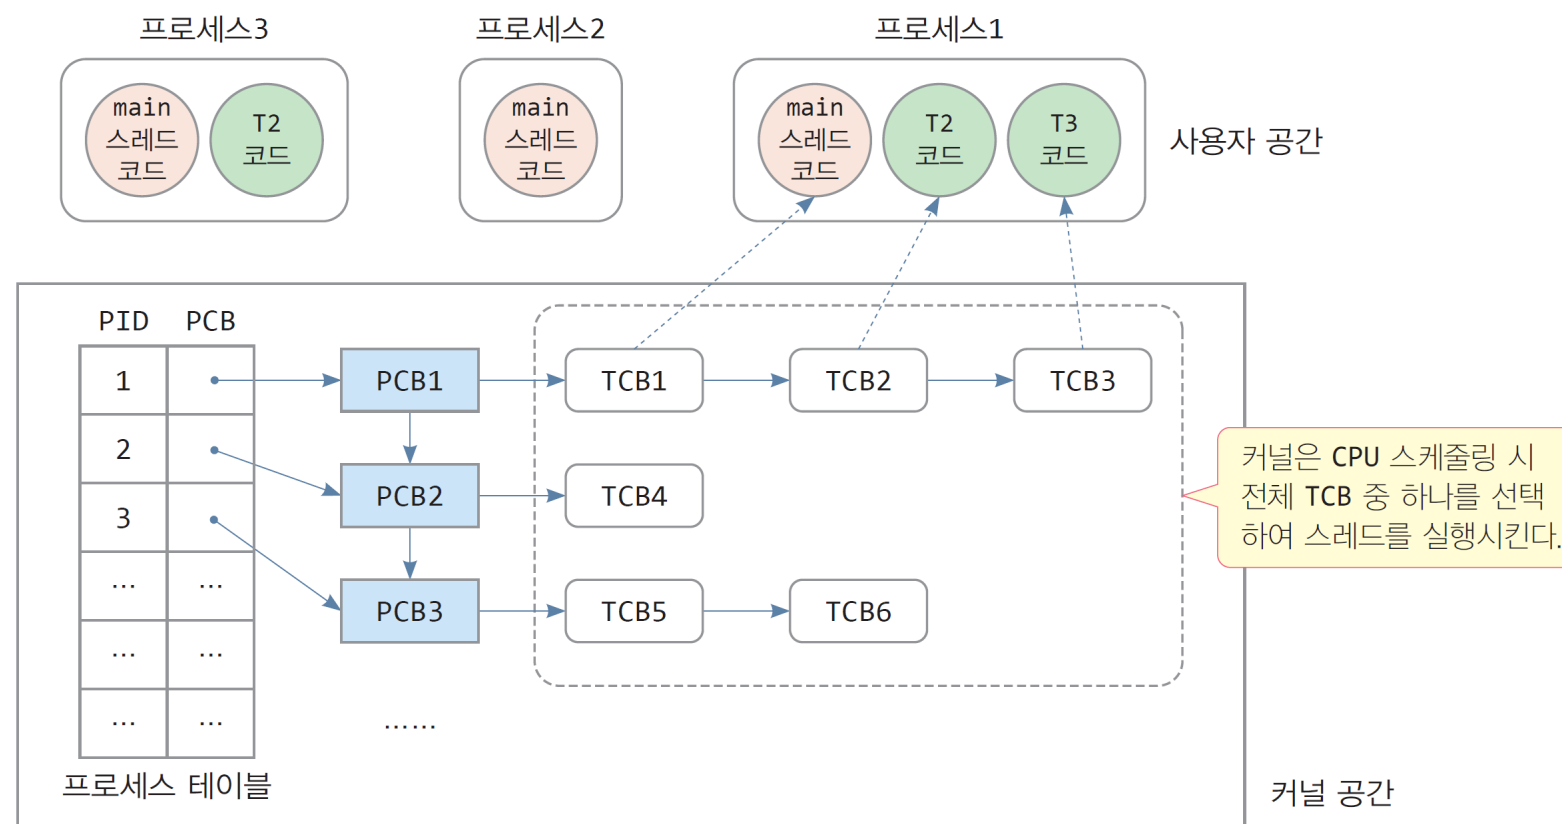 프로세스3
프로세스2
프로세스1
main
스레드
코드
T2
코드
main
스레드
코드
main
스레드
코드
T2
코드
T3
코드
사용자 공간
PID PCB
1
2
3
... ...
... ...
... ...
프로세스 테이블
PCB1
TCB1
TCB2
TCB3
PCB2
TCB4
PCB3
TCB5
TCB6
......
커널은 CPU 스케줄링 시
전체 TCB 중 하나를 선택
하여 스레드를 실행시킨다.
커널 공간